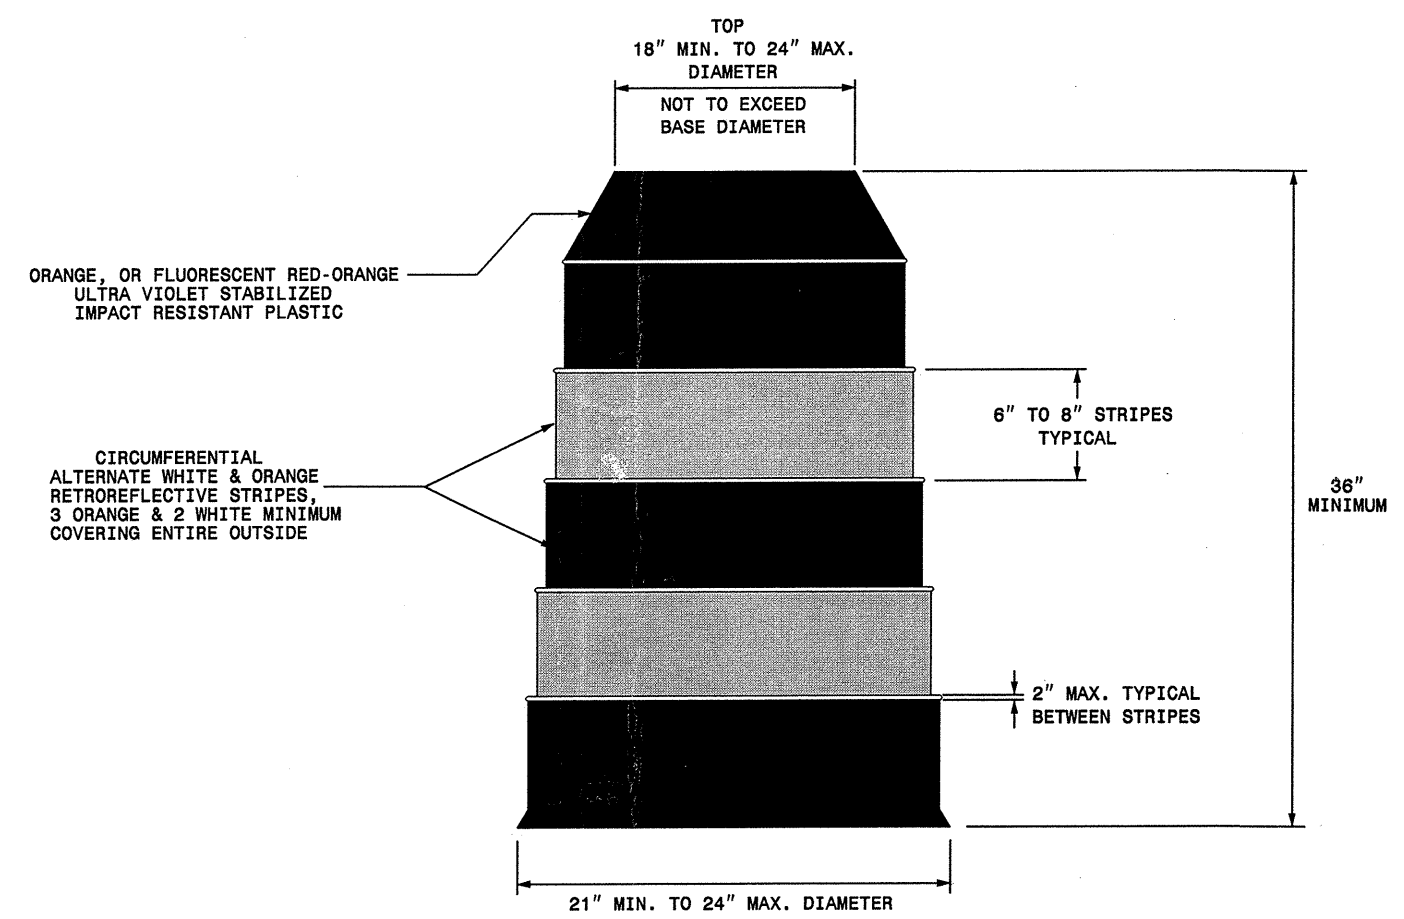 TOP
18" MIN. TO 24" MAX.
DIAMETER
NOT TO EXCEED
BASE DIAMETER
ORANGE, OR FLUORESCENT RED-ORANGE
ULTRA VIOLET STABILIZED
IMPACT RESISTANT PLASTIC
6" TO 8" STRIPES
TYPICAL
CIRCUMFERENTIAL
ALTERNATE WHITE & ORANGE
RETROREFLECTIVE STRIPES,
3 ORANGE & 2 WHITE MINIMUM
COVERING ENTIRE OUTSIDE
36"
MINIMUM
2" MAX. TYPICAL
BETWEEN STRIPES
21" MIN. TO 24" MAX. DIAMETER